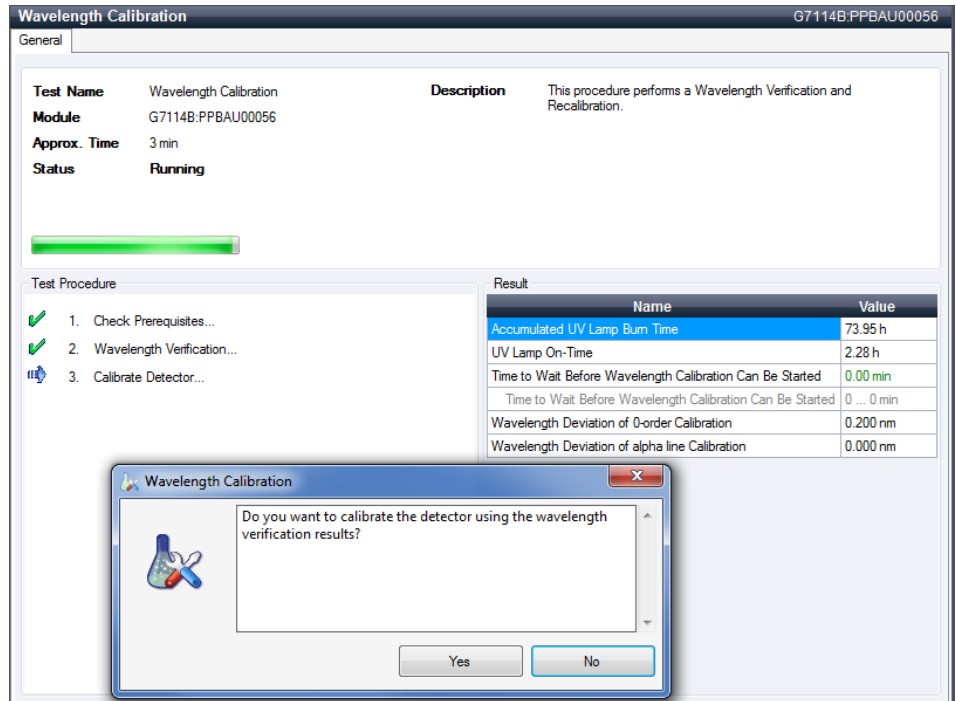 Wavelength Calibration G7114B:PPBAU00056
General
Test Name Wavelength Calibration Description This procedure performs a Wavelength Verification and
Recalibration.
Module G7114B:PPBAU00056
Approx. Time 3 min
Status Running
Test Procedure
1. Check Prerequisites...
2. Wavelength Verification...
3. Calibrate Detector...
Result
Name Value
Accumulated UV Lamp Burn Time 73.95 h
UV Lamp On-Time 2.28 h
Time to Wait Before Wavelength Calibration Can Be Started 0.00 min
Time to Wait Before Wavelength Calibration Can Be Started 0 ... 0 min
Wavelength Deviation of 0-order Calibration 0.200 nm
Wavelength Deviation of alpha line Calibration 0.000 nm
Wavelength Calibration
Do you want to calibrate the detector using the wavelength
verification results?
Yes No